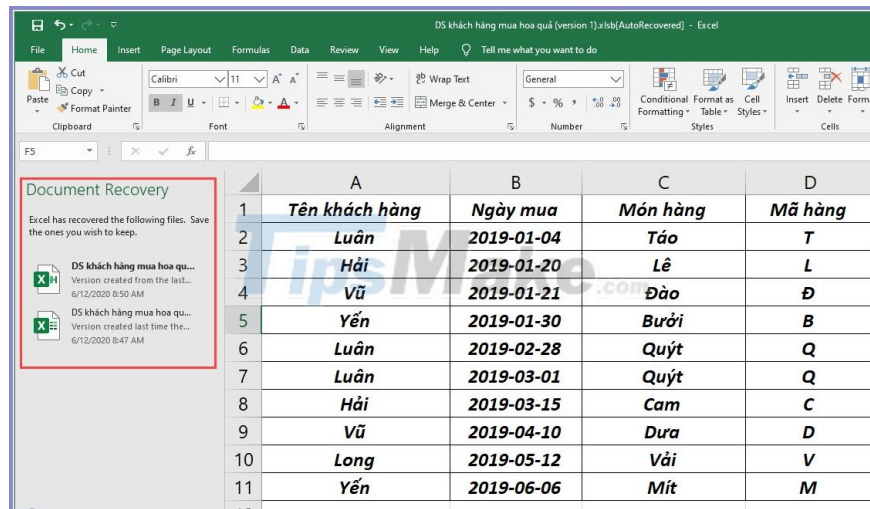 DS khách hàng mua hoa quả (version 1).xlsb[AutoRecovered] - Excel
File Home Insert Page Layout Formulas Data Review View Help Tell me what you want to do
Paste
Cut
Copy
Format Painter
Clipboard
Calibri 11
B I U
Font
Wrap Text
Merge & Center
Alignment
General
$ % ,
Number
Conditional Formatting
Format as Table
Cell Styles
Styles
Insert Delete Form
Cells
F5 fx
Document Recovery
Excel has recovered the following files. Save
the ones you wish to keep.
DS khách hàng mua hoa qu...
Version created from the last...
6/12/2020 8:50 AM
DS khách hàng mua hoa qu...
Version created last time the...
6/12/2020 8:47 AM
A B C D
1 Tên khách hàng Ngày mua Món hàng Mã hàng
2 Luân 2019-01-04 Táo T
3 Hải 2019-01-20 Lê L
4 Vũ 2019-01-21 Đào Đ
5 Yến 2019-01-30 Bưởi B
6 Luân 2019-02-28 Quýt Q
7 Luân 2019-03-01 Quýt Q
8 Hải 2019-03-15 Cam C
9 Vũ 2019-04-10 Dưa D
10 Long 2019-05-12 Vải V
11 Yến 2019-06-06 Mít M
TipsMake.com